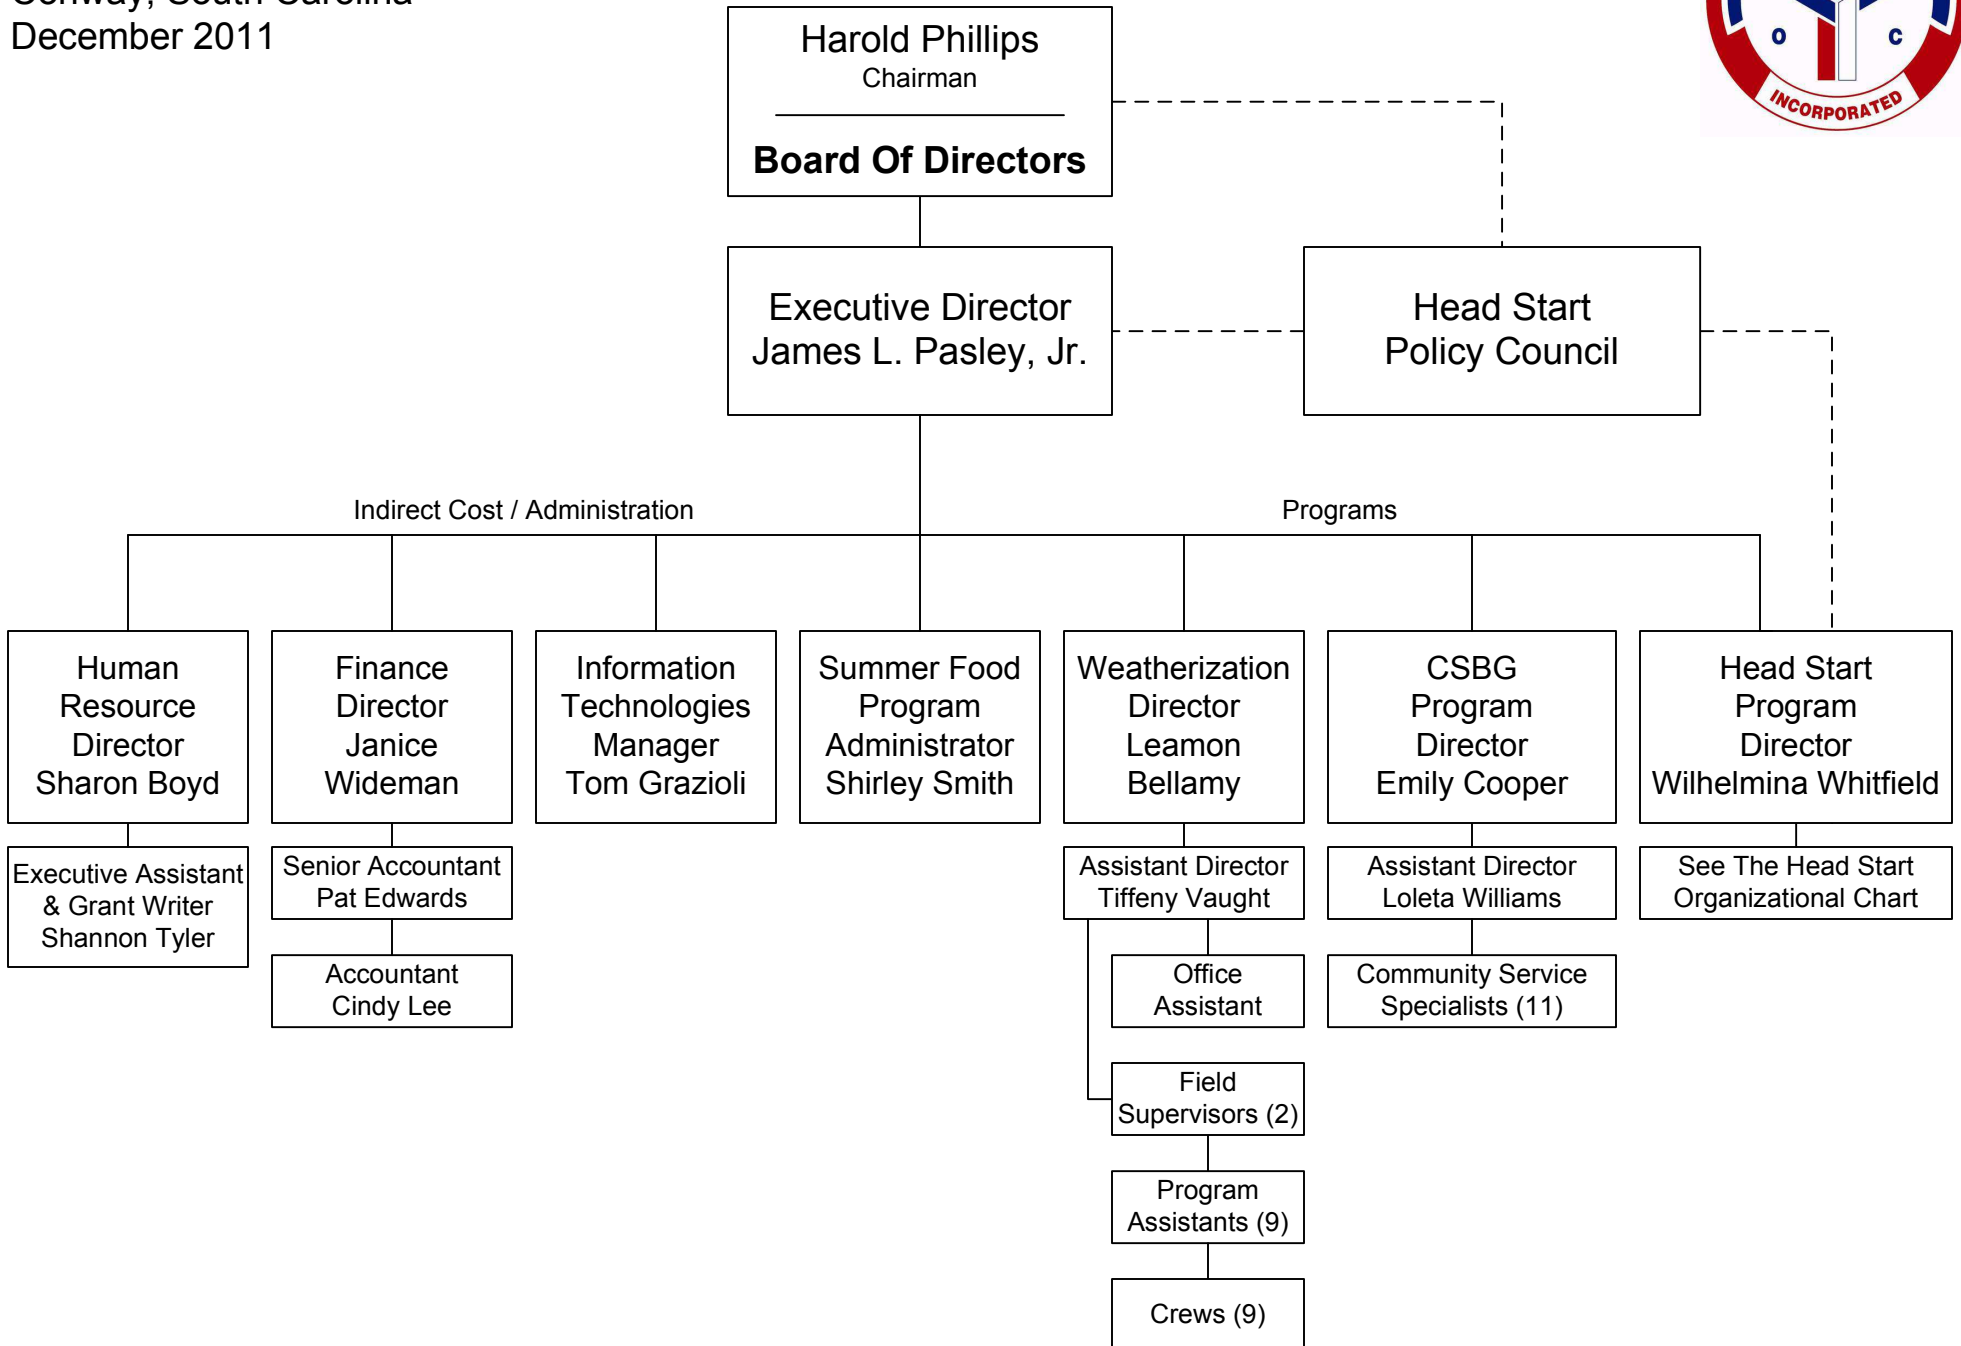 Conway, South Carolina
December 2011
Harold Phillips
Chairman
Board Of Directors
O
C
INCORPORATED
Executive Director
James L. Pasley, Jr.
Head Start
Policy Council
Indirect Cost / Administration
Programs
Human
Resource
Director
Sharon Boyd
Finance
Director
Janice
Wideman
Information
Technologies
Manager
Tom Grazioli
Summer Food
Program
Administrator
Shirley Smith
Weatherization
Director
Leamon
Bellamy
CSBG
Program
Director
Emily Cooper
Head Start
Program
Director
Wilhelmina Whitfield
Executive Assistant
& Grant Writer
Shannon Tyler
Senior Accountant
Pat Edwards
Assistant Director
Tiffeny Vaught
Assistant Director
Loleta Williams
See The Head Start
Organizational Chart
Accountant
Cindy Lee
Office
Assistant
Community Service
Specialists (11)
Field
Supervisors (2)
Program
Assistants (9)
Crews (9)